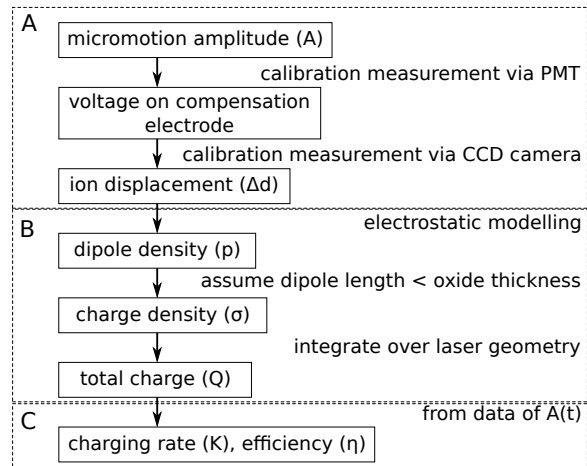 A
micromotion amplitude (A)
calibration measurement via PMT
voltage on compensation
electrode
calibration measurement via CCD camera
ion displacement (Δd)
B
electrostatic modelling
dipole density (p)
assume dipole length < oxide thickness
charge density (σ)
integrate over laser geometry
total charge (Q)
C
from data of A(t)
charging rate (K), efficiency (η)